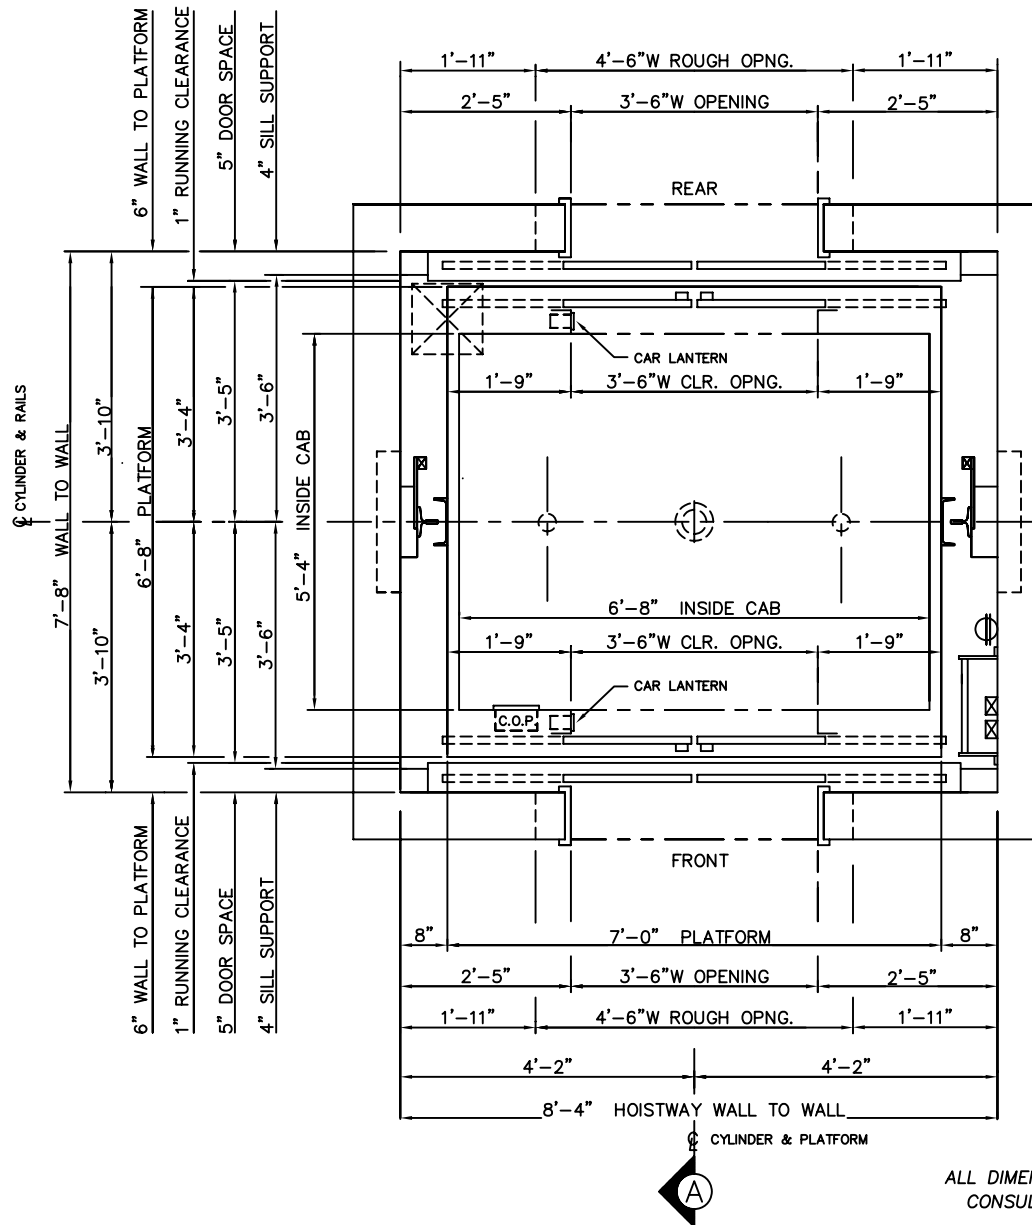 6" WALL TO PLATFORM
1" RUNNING CLEARANCE
5" DOOR SPACE
4" SILL SUPPORT
1'-11"
4'-6"W ROUGH OPNG.
1'-11"
2'-5"
3'-6"W OPENING
2'-5"
REAR
CAR LANTERN
1'-9"
3'-6"W CLR. OPNG.
1'-9"
℄ CYLINDER & RAILS
7'-8" WALL TO WALL
3'-10"
3'-10"
6'-8" PLATFORM
3'-4"
3'-4"
3'-5"
3'-5"
3'-6"
3'-6"
5'-4" INSIDE CAB
6'-8" INSIDE CAB
1'-9"
3'-6"W CLR. OPNG.
1'-9"
CAR LANTERN
C.O.P.
FRONT
6" WALL TO PLATFORM
1" RUNNING CLEARANCE
5" DOOR SPACE
4" SILL SUPPORT
8"
7'-0" PLATFORM
8"
2'-5"
3'-6"W OPENING
2'-5"
1'-11"
4'-6"W ROUGH OPNG.
1'-11"
4'-2"
4'-2"
8'-4" HOISTWAY WALL TO WALL
℄ CYLINDER & PLATFORM
A
ALL DIME
CONSUL